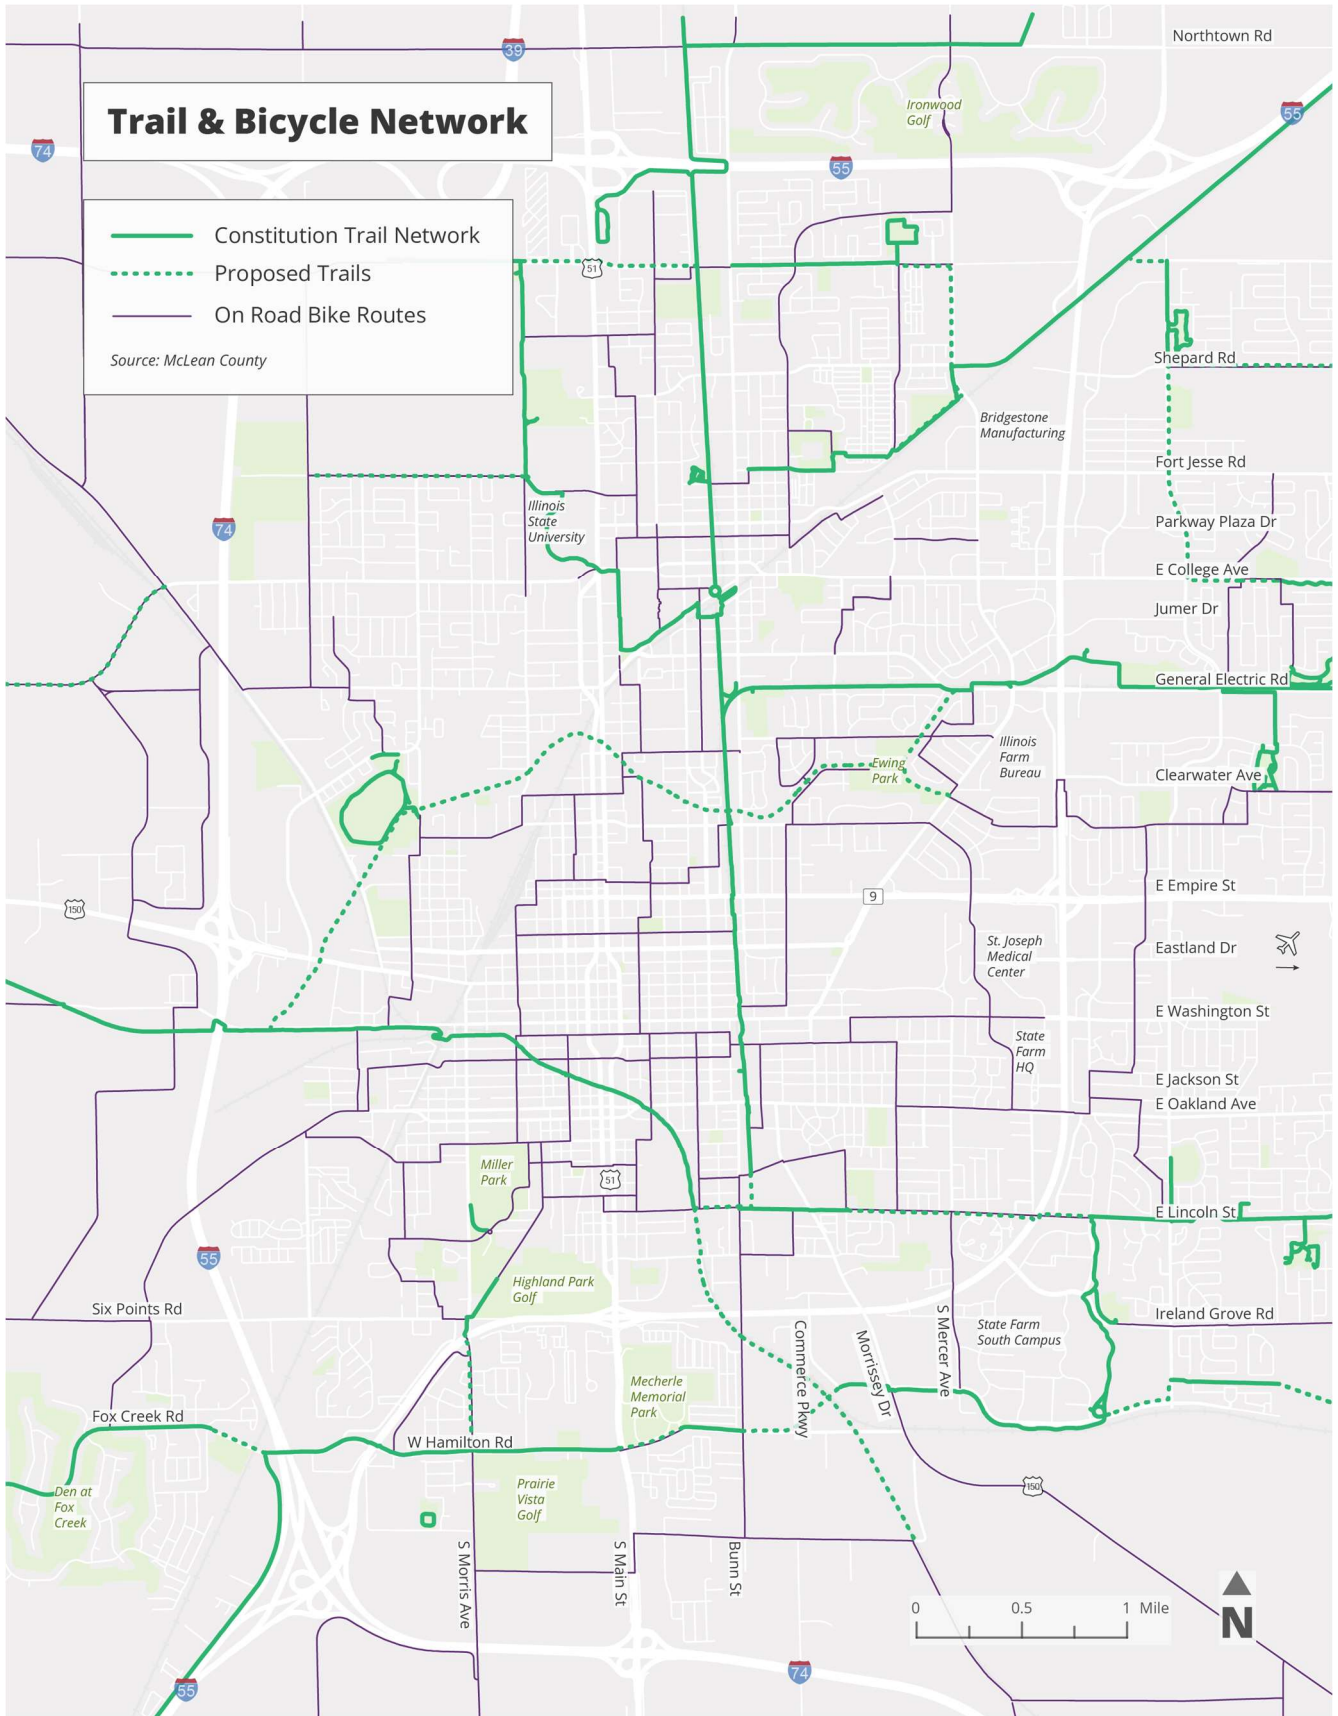 Northtown Rd
39
Ironwood
Golf
Trail & Bicycle Network
55
74
55
Constitution Trail Network
Proposed Trails
On Road Bike Routes
Source: McLean County
51
Shepard Rd
Bridgestone
Manufacturing
Fort Jesse Rd
Illinois
State
University
74
Parkway Plaza Dr
E College Ave
Jumer Dr
General Electric Rd
Illinois
Farm
Bureau
Ewing
Park
Clearwater Ave
E Empire St
9
150
St. Joseph
Medical
Center
Eastland Dr
E Washington St
State
Farm
HQ
E Jackson St
E Oakland Ave
Miller
Park
51
E Lincoln St
55
Highland Park
Golf
Six Points Rd
Ireland Grove Rd
State Farm
South Campus
S Mercer Ave
Commerce Pkwy
Morrissey Dr
Mecherle
Memorial
Park
Fox Creek Rd
W Hamilton Rd
Den at
Fox
Creek
Prairie
Vista
Golf
150
S Morris Ave
S Main St
Bunn St
0 0.5 1 Mile
N
74
55